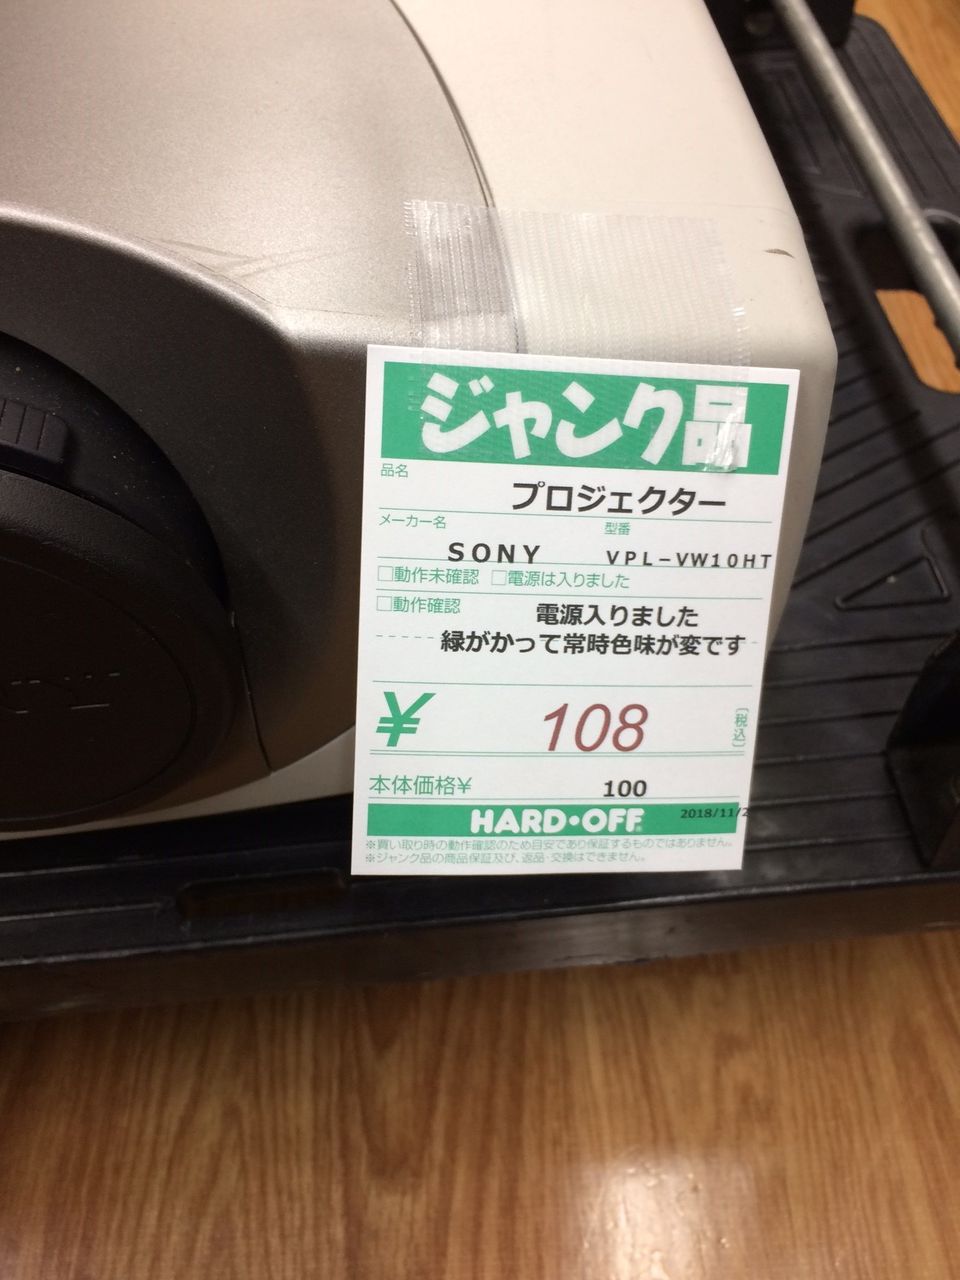 ジャンク品
品名
プロジェクター
メーカー名 型番
SONY VPL-VW10HT
□動作未確認 □電源は入りました
□動作確認 電源入りました
緑がかって常時色味が変です
¥ 108 (税込)
本体価格¥ 100
HARD・OFF 2018/11/2
※買い取り時の動作確認のため目安であり保証するものではありません。
※ジャンク品の商品保証及び、返品・交換はできません。